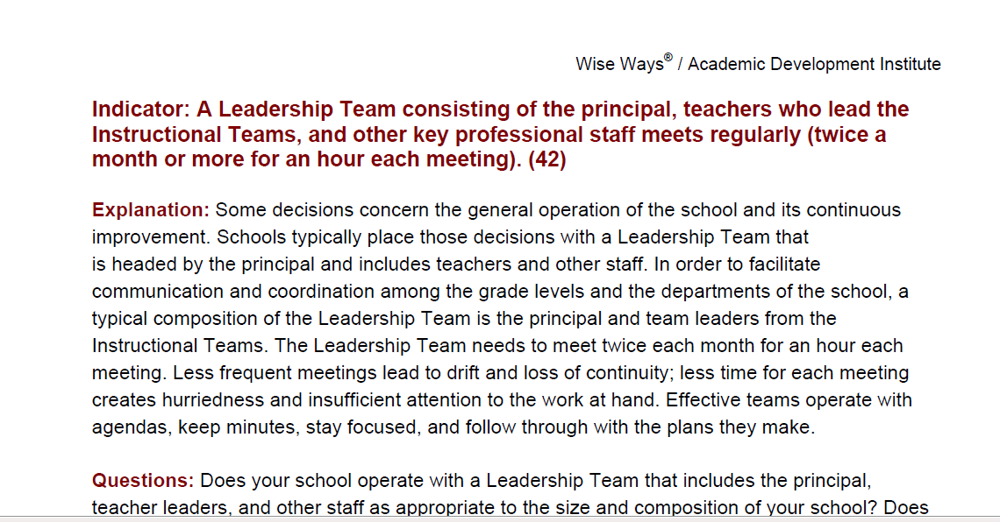 Wise Ways® / Academic Development Institute
Indicator: A Leadership Team consisting of the principal, teachers who lead the
Instructional Teams, and other key professional staff meets regularly (twice a
month or more for an hour each meeting). (42)
Explanation: Some decisions concern the general operation of the school and its continuous
improvement. Schools typically place those decisions with a Leadership Team that
is headed by the principal and includes teachers and other staff. In order to facilitate
communication and coordination among the grade levels and the departments of the school, a
typical composition of the Leadership Team is the principal and team leaders from the
Instructional Teams. The Leadership Team needs to meet twice each month for an hour each
meeting. Less frequent meetings lead to drift and loss of continuity; less time for each meeting
creates hurriedness and insufficient attention to the work at hand. Effective teams operate with
agendas, keep minutes, stay focused, and follow through with the plans they make.
Questions: Does your school operate with a Leadership Team that includes the principal,
teacher leaders, and other staff as appropriate to the size and composition of your school? Does